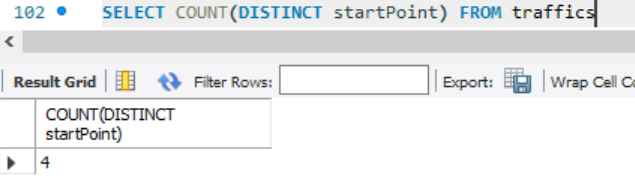 102 SELECT COUNT(DISTINCT startPoint) FROM traffics
Result Grid Filter Rows: Export: Wrap Cell Co
COUNT(DISTINCT
startPoint)
4